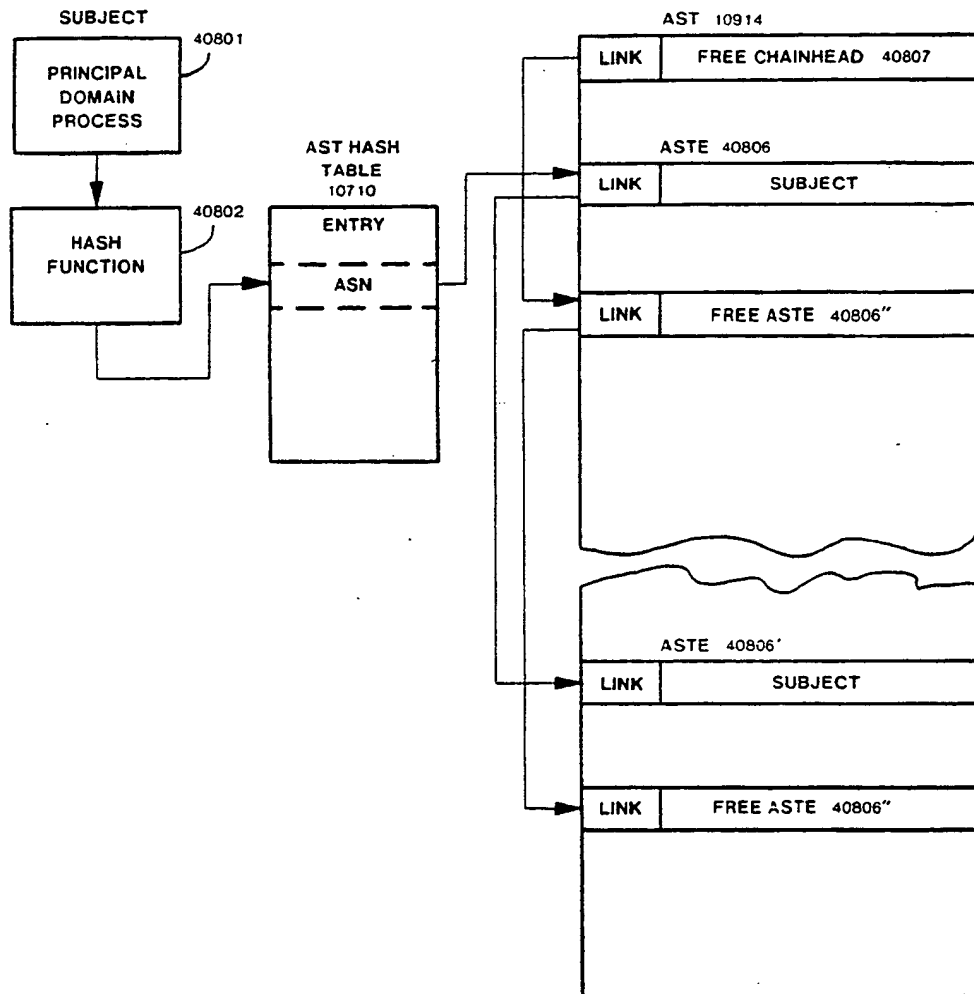 SUBJECT
40801
PRINCIPAL
DOMAIN
PROCESS
40802
HASH
FUNCTION
AST HASH
TABLE
10710
ENTRY
ASN
AST 10914
LINK FREE CHAINHEAD 40807
ASTE 40806
LINK SUBJECT
LINK FREE ASTE 40806"
ASTE 40806'
LINK SUBJECT
LINK FREE ASTE 40806"